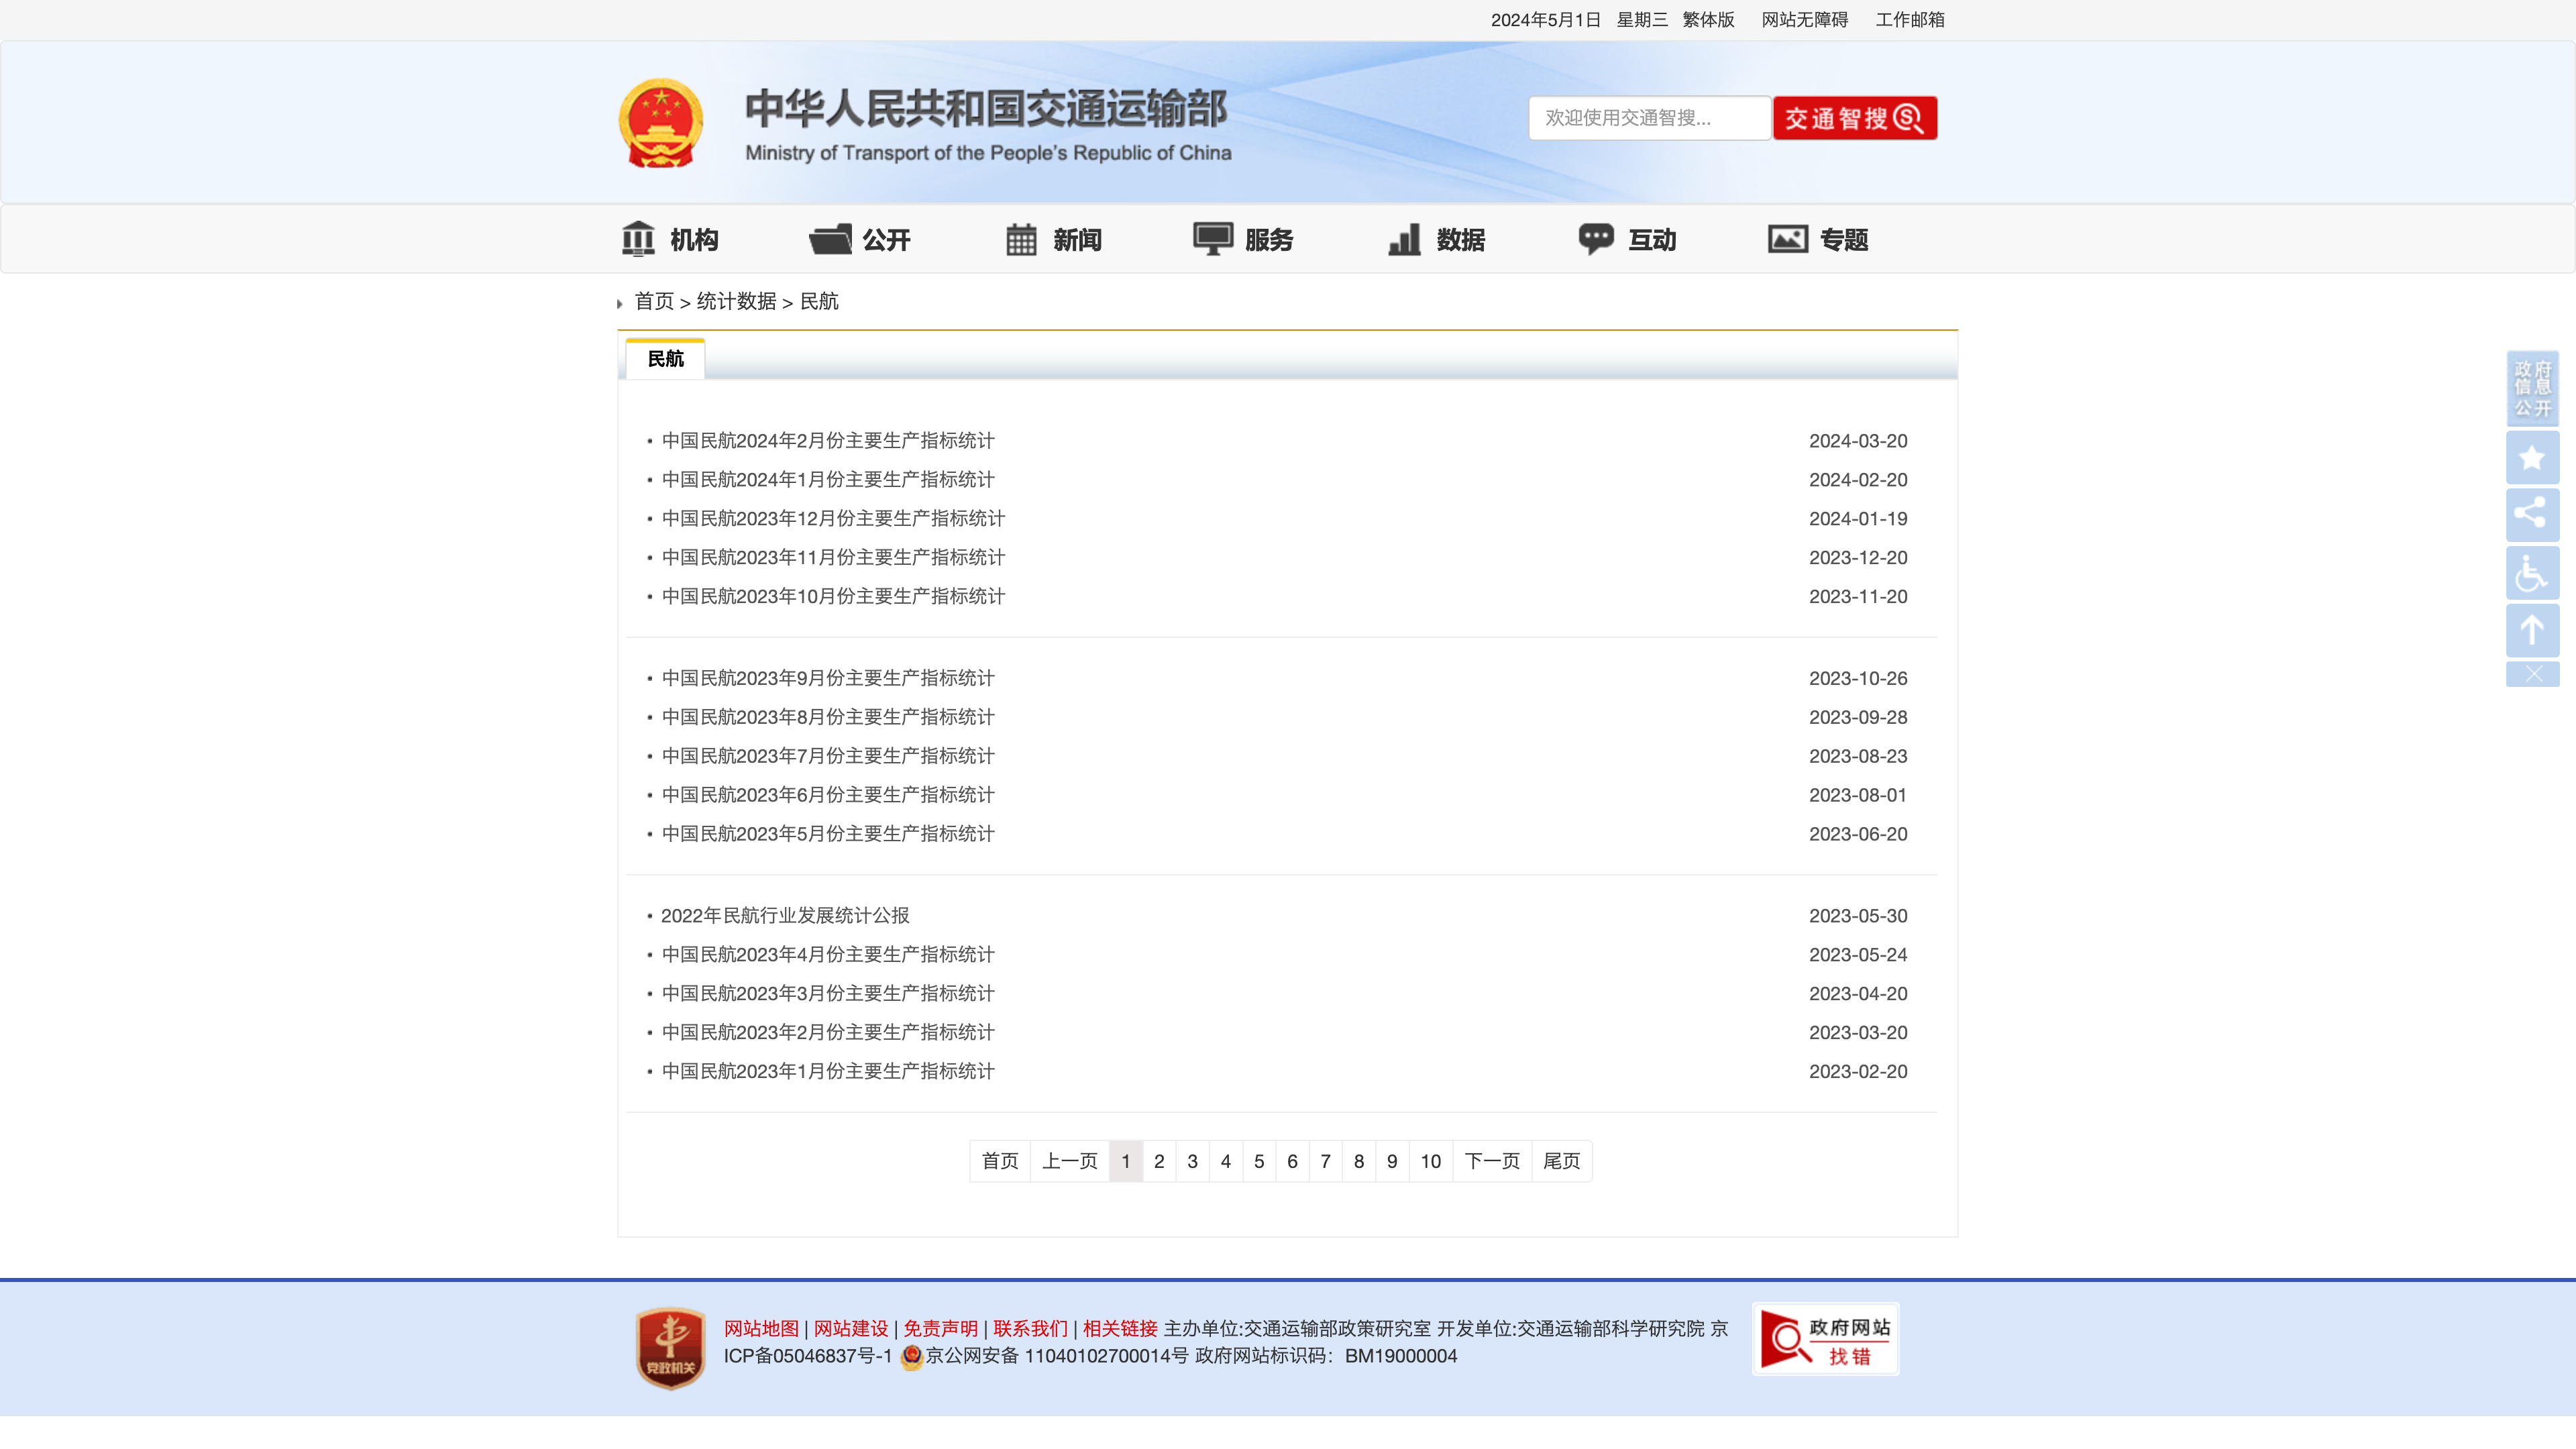 2024年5月1日 星期三 繁体版 网站无障碍 工作邮箱
中华人民共和国交通运输部
Ministry of Transport of the People's Republic of China
欢迎使用交通智搜...
交通智搜
机构 公开 新闻 服务 数据 互动 专题
首页 > 统计数据 > 民航
民航
政府
信息
公开
中国民航2024年2月份主要生产指标统计 2024-03-20
中国民航2024年1月份主要生产指标统计 2024-02-20
中国民航2023年12月份主要生产指标统计 2024-01-19
中国民航2023年11月份主要生产指标统计 2023-12-20
中国民航2023年10月份主要生产指标统计 2023-11-20
中国民航2023年9月份主要生产指标统计 2023-10-26
中国民航2023年8月份主要生产指标统计 2023-09-28
中国民航2023年7月份主要生产指标统计 2023-08-23
中国民航2023年6月份主要生产指标统计 2023-08-01
中国民航2023年5月份主要生产指标统计 2023-06-20
2022年民航行业发展统计公报 2023-05-30
中国民航2023年4月份主要生产指标统计 2023-05-24
中国民航2023年3月份主要生产指标统计 2023-04-20
中国民航2023年2月份主要生产指标统计 2023-03-20
中国民航2023年1月份主要生产指标统计 2023-02-20
首页 上一页 1 2 3 4 5 6 7 8 9 10 下一页 尾页
党政机关
网站地图 | 网站建设 | 免责声明 | 联系我们 | 相关链接 主办单位:交通运输部政策研究室 开发单位:交通运输部科学研究院 京
ICP备05046837号-1 京公网安备 11040102700014号 政府网站标识码：BM19000004
政府网站
找错